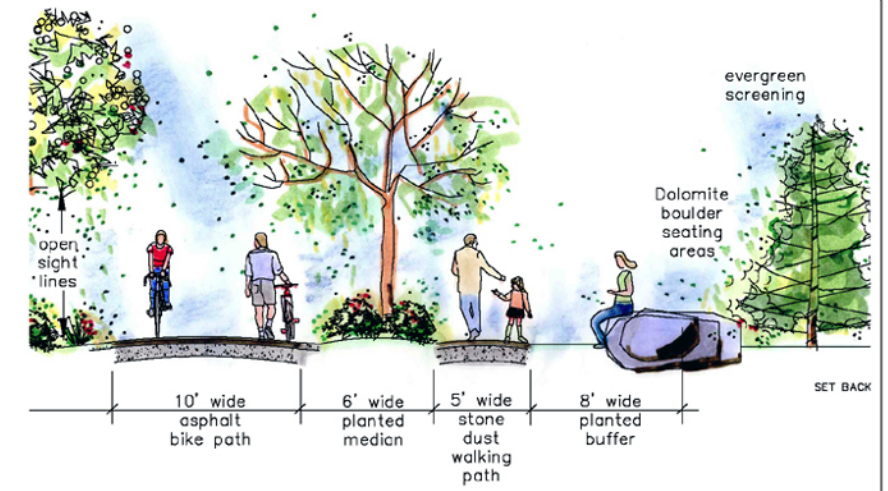 evergreen
screening
Dolomite
boulder
seating
areas
open
sight
lines
SET BACK
10' wide
asphalt
bike path
6' wide
planted
median
5' wide
stone
dust
walking
path
8' wide
planted
buffer